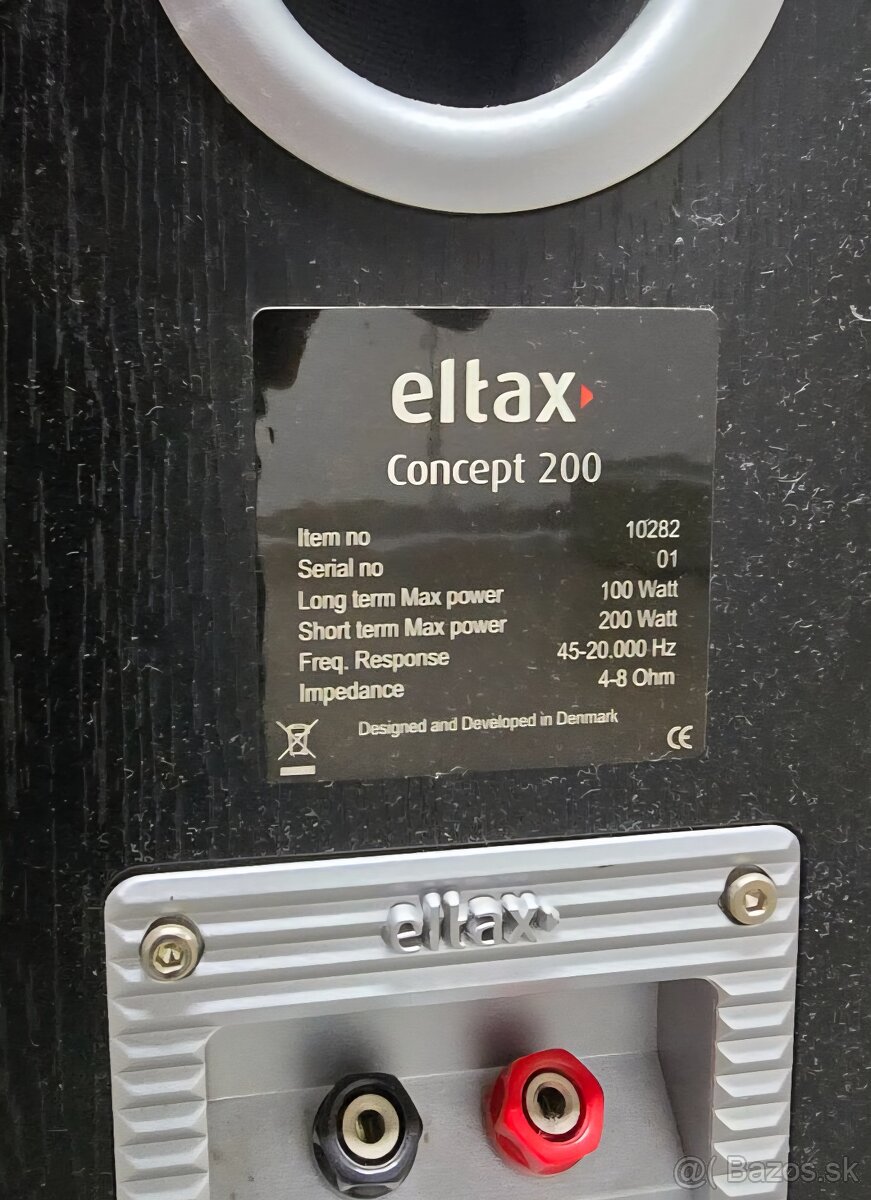 eltax
Concept 200
Item no 10282
Serial no 01
Long term Max power 100 Watt
Short term Max power 200 Watt
Freq. Response 45-20.000 Hz
Impedance 4-8 Ohm
Designed and Developed in Denmark
CE
eltax
@( Bazos.sk